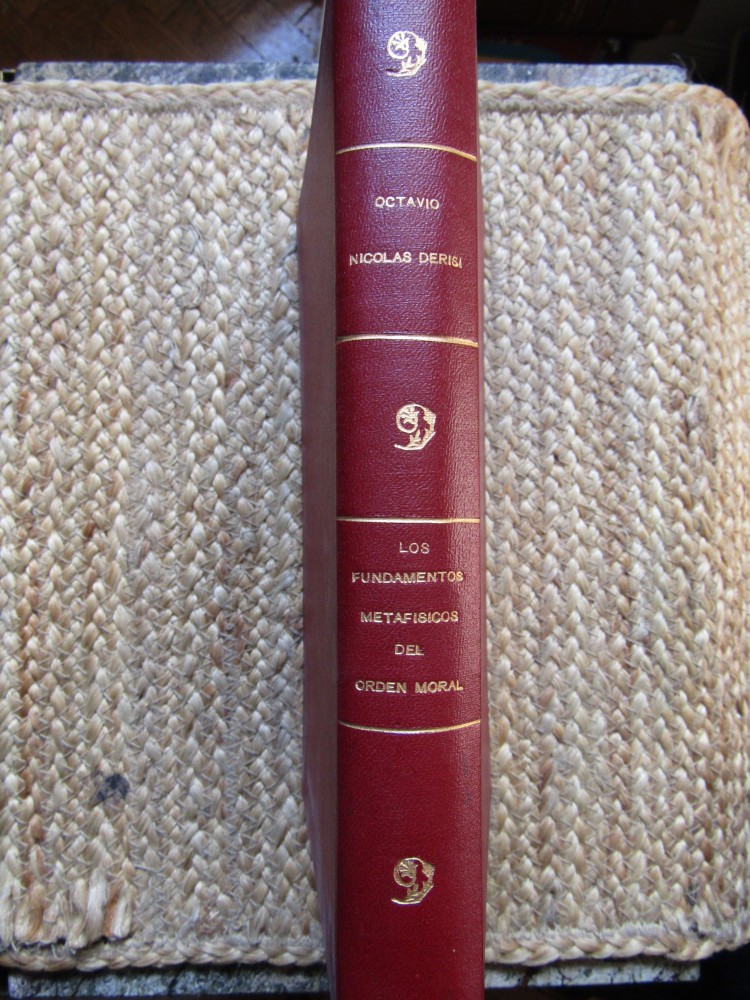 OCTAVIO
NICOLAS DERISI
LOS
FUNDAMENTOS
METAFISICOS
DEL
ORDEN MORAL